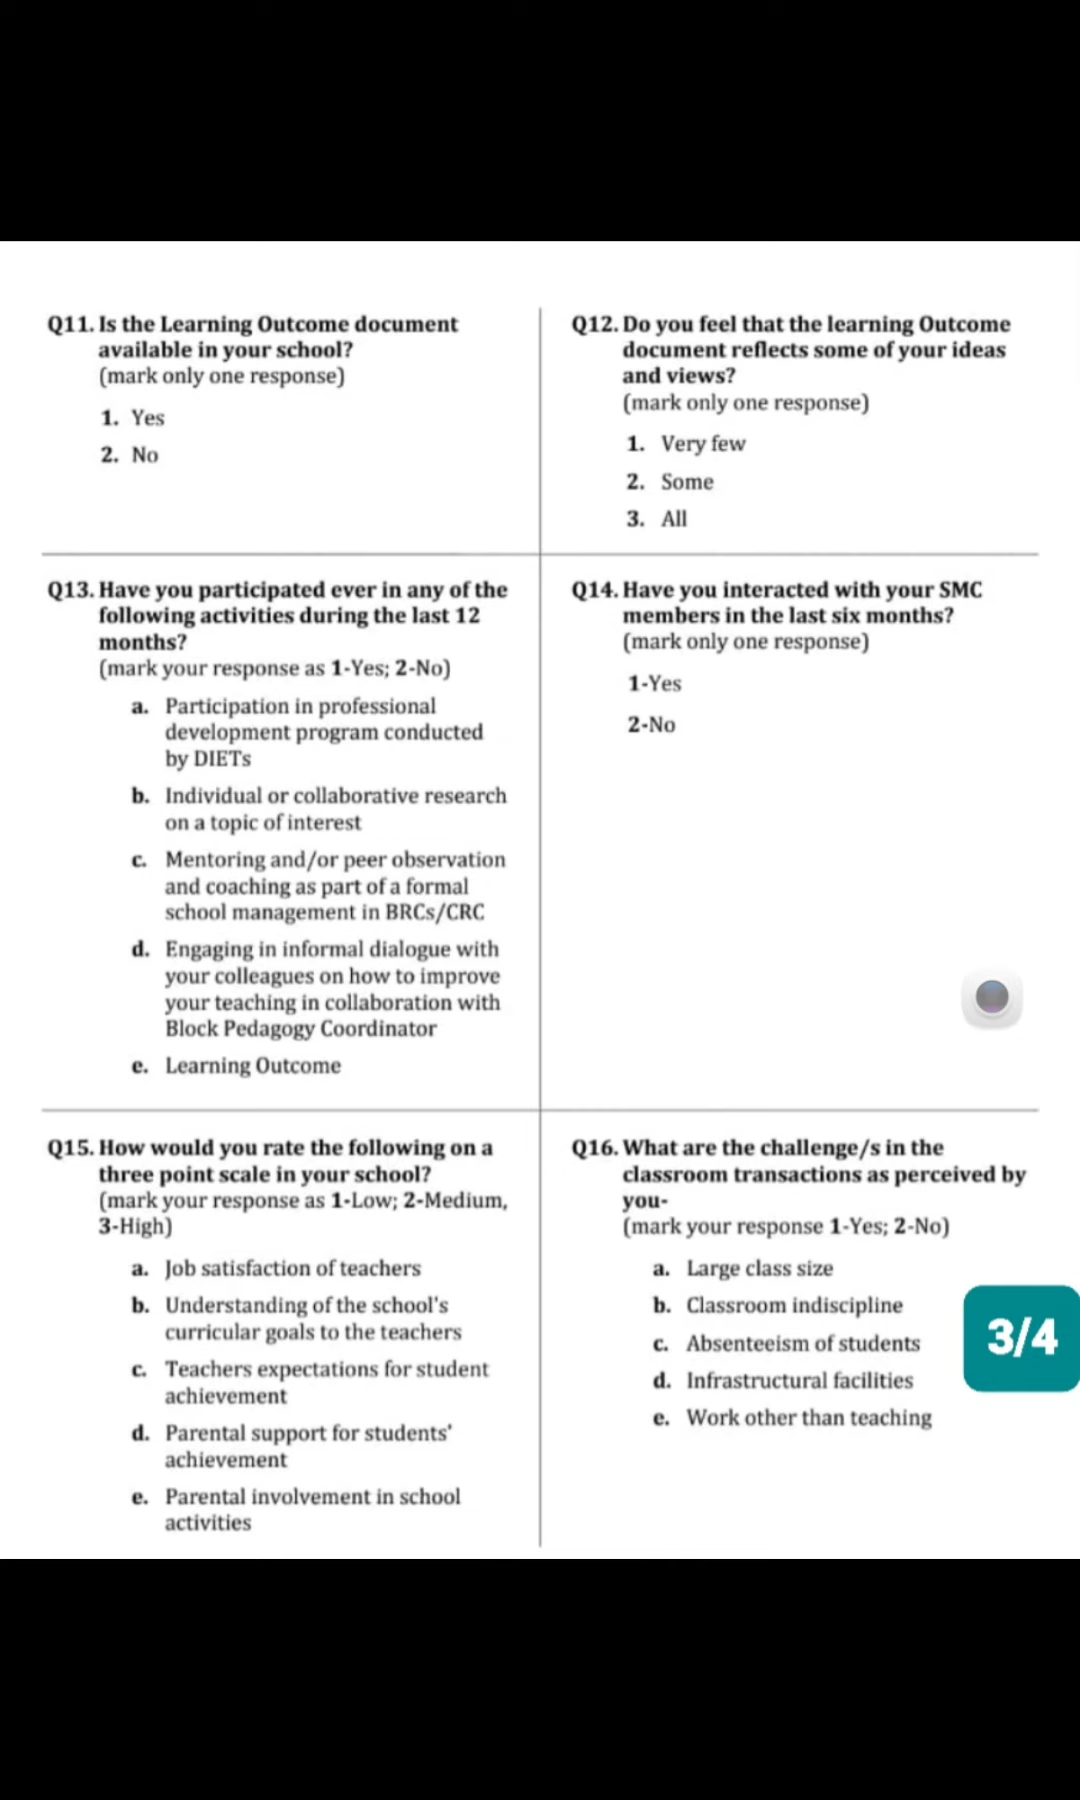 Q11. Is the Learning Outcome document
available in your school?
(mark only one response)
1. Yes
2. No
Q12. Do you feel that the learning Outcome
document reflects some of your ideas
and views?
(mark only one response)
1. Very few
2. Some
3. All
Q13. Have you participated ever in any of the
following activities during the last 12
months?
(mark your response as 1-Yes; 2-No)
a. Participation in professional
development program conducted
by DIETs
b. Individual or collaborative research
on a topic of interest
c. Mentoring and/or peer observation
and coaching as part of a formal
school management in BRCs/CRC
d. Engaging in informal dialogue with
your colleagues on how to improve
your teaching in collaboration with
Block Pedagogy Coordinator
e. Learning Outcome
Q14. Have you interacted with your SMC
members in the last six months?
(mark only one response)
1-Yes
2-No
Q15. How would you rate the following on a
three point scale in your school?
(mark your response as 1-Low; 2-Medium,
3-High)
a. Job satisfaction of teachers
b. Understanding of the school's
curricular goals to the teachers
c. Teachers expectations for student
achievement
d. Parental support for students'
achievement
e. Parental involvement in school
activities
Q16. What are the challenge/s in the
classroom transactions as perceived by
you-
(mark your response 1-Yes; 2-No)
a. Large class size
b. Classroom indiscipline
c. Absenteeism of students
d. Infrastructural facilities
e. Work other than teaching
3/4